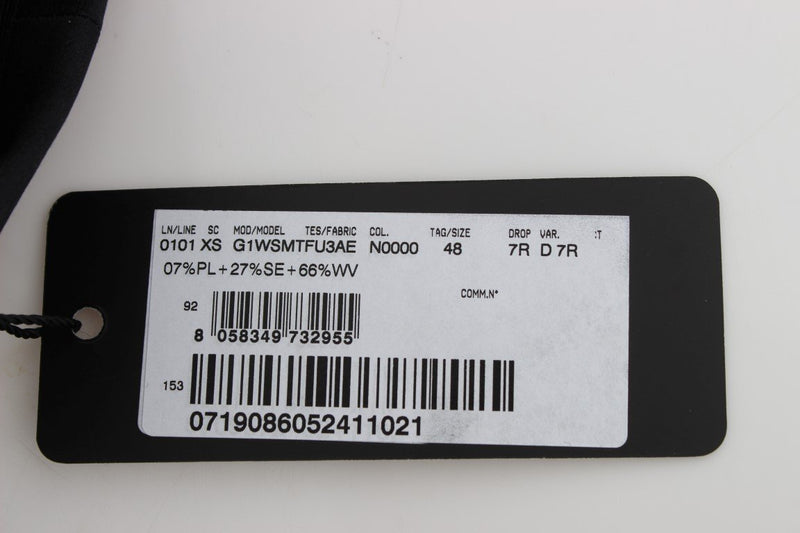 LN/LINE SC MOD/MODEL TES/FABRIC COL. TAG/SIZE DROP VAR. :T
0101 XS G1WSMTFU3AE N0000 48 7R D 7R
07%PL+27%SE+66%WV
COMM.N°
92
8 058349 732955
153
0719086052411021